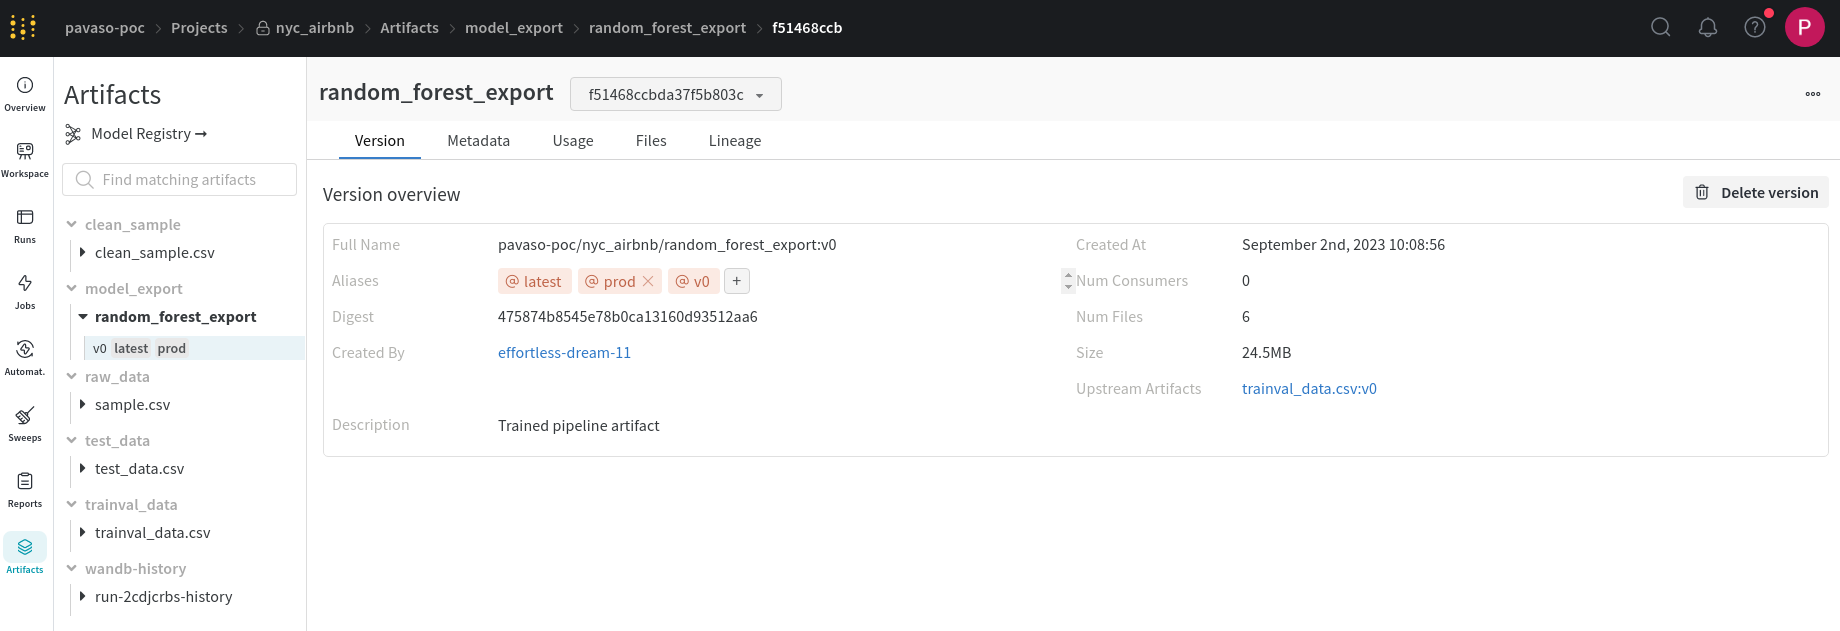 pavaso-poc > Projects > nyc_airbnb > Artifacts > model_export > random_forest_export > f51468ccb
P
Overview
Workspace
Runs
Jobs
Automat.
Sweeps
Reports
Artifacts
Artifacts
Model Registry →
Find matching artifacts
clean_sample
clean_sample.csv
model_export
random_forest_export
v0 latest prod
raw_data
sample.csv
test_data
test_data.csv
trainval_data
trainval_data.csv
wandb-history
run-2cdjcrbs-history
random_forest_export f51468ccbda37f5b803c
Version Metadata Usage Files Lineage
Version overview
Delete version
Full Name pavaso-poc/nyc_airbnb/random_forest_export:v0
Aliases @ latest @ prod × @ v0 +
Digest 475874b8545e78b0ca13160d93512aa6
Created By effortless-dream-11
Description Trained pipeline artifact
Created At September 2nd, 2023 10:08:56
Num Consumers 0
Num Files 6
Size 24.5MB
Upstream Artifacts trainval_data.csv:v0